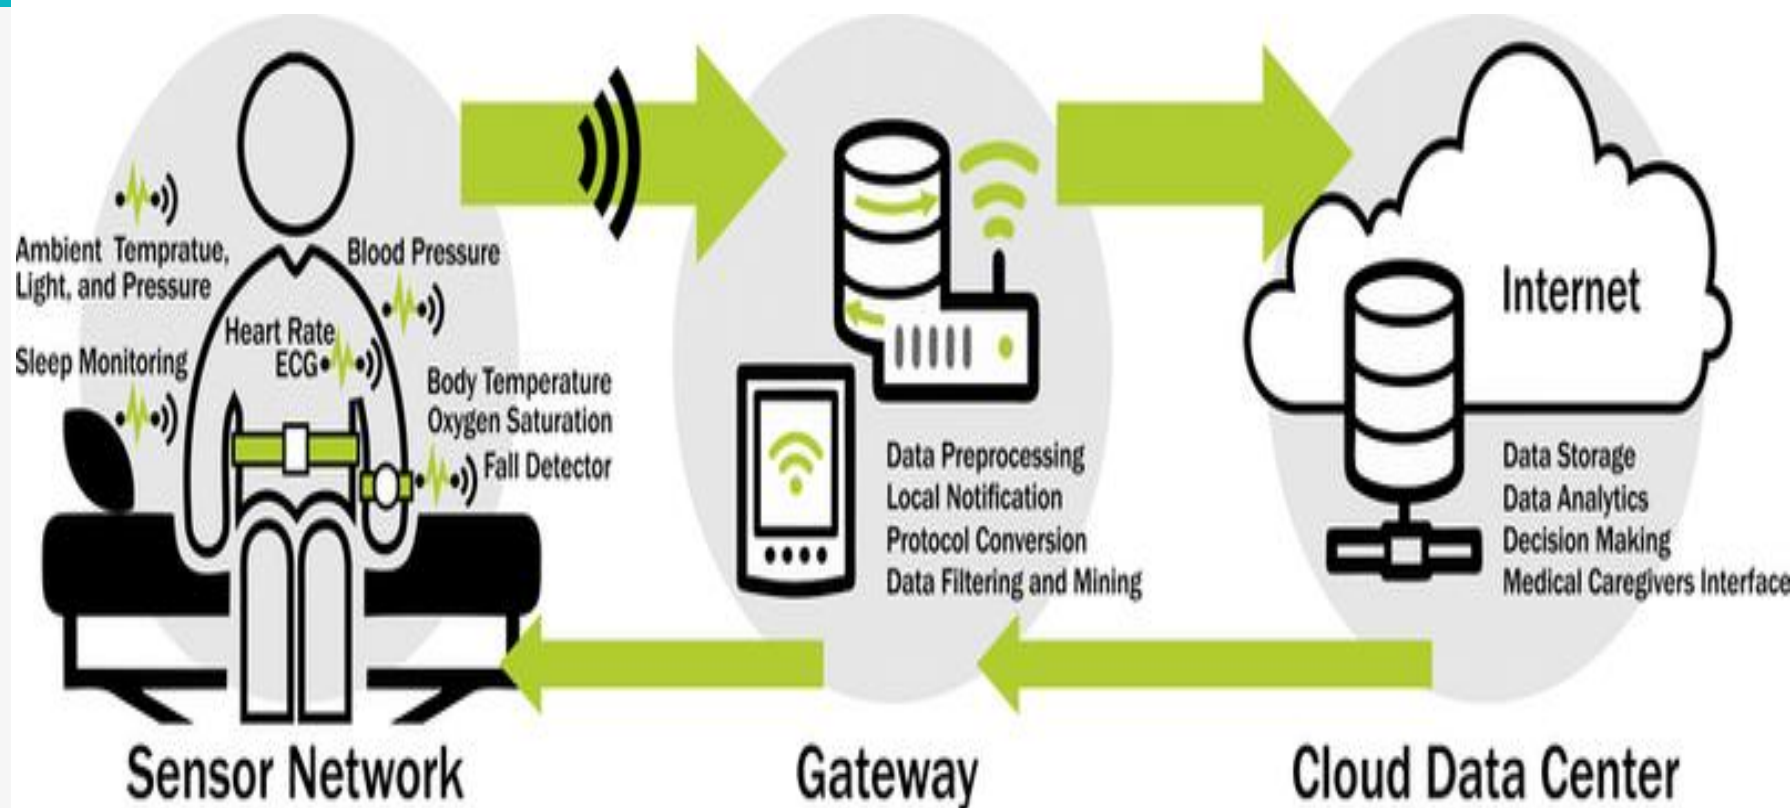 Ambient Tempratue,
Light, and Pressure
Sleep Monitoring
Blood Pressure
Heart Rate
ECG
Body Temperature
Oxygen Saturation
Fall Detector
Sensor Network
Data Preprocessing
Local Notification
Protocol Conversion
Data Filtering and Mining
Gateway
Internet
Data Storage
Data Analytics
Decision Making
Medical Caregivers Interface
Cloud Data Center